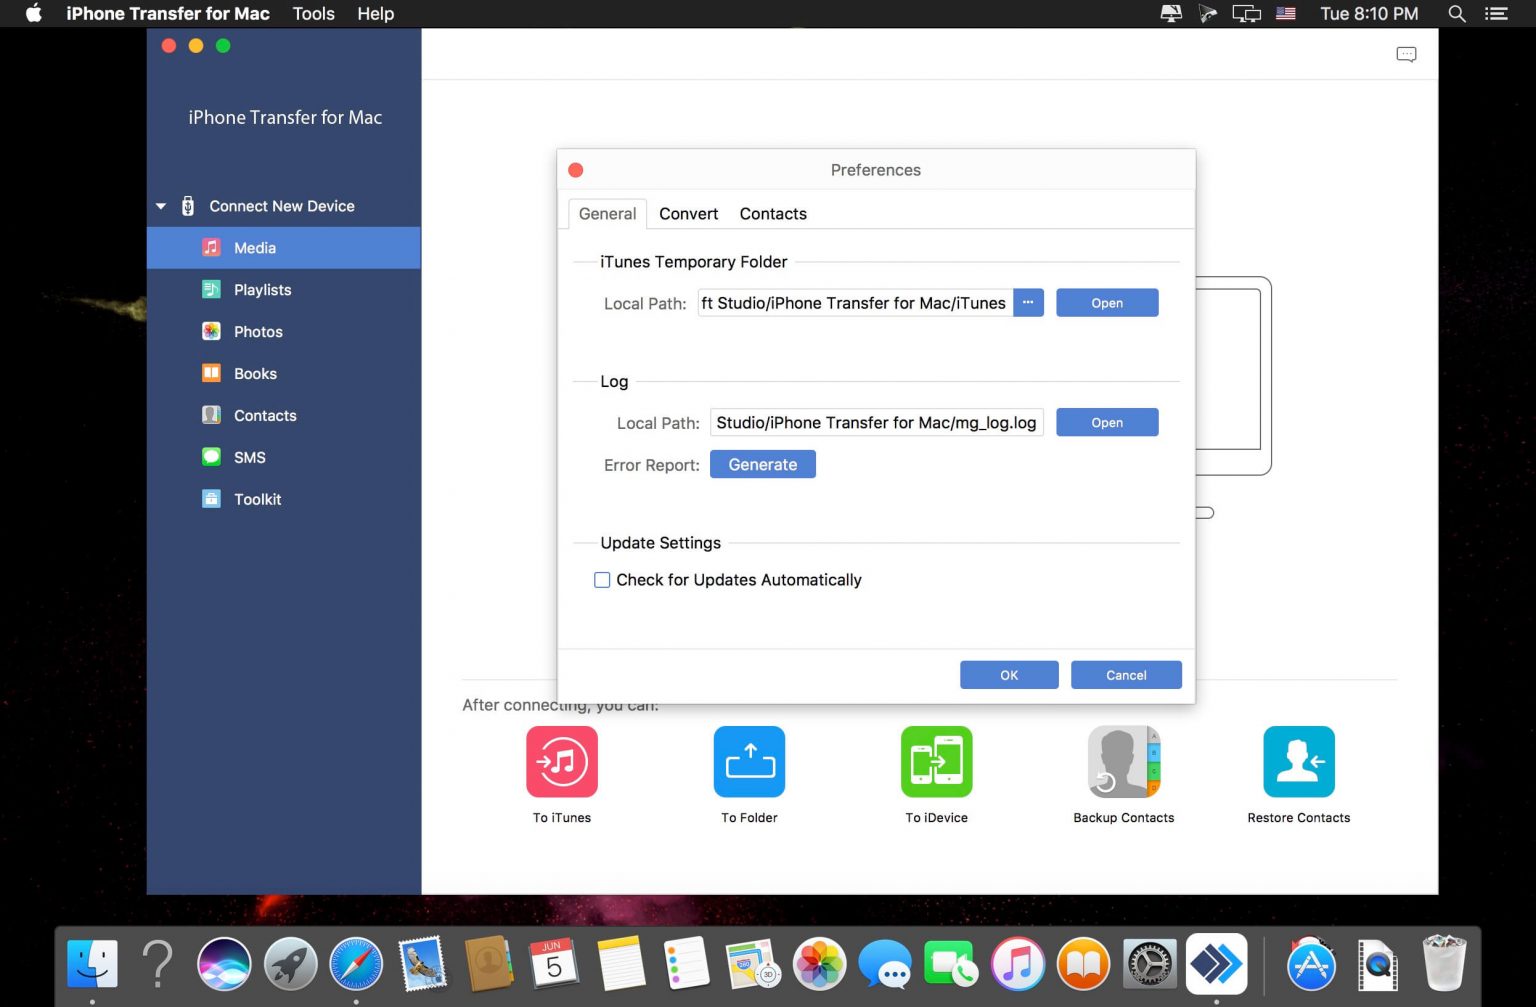 iPhone Transfer for Mac Tools Help Tue 8:10 PM
iPhone Transfer for Mac
Connect New Device
Media
Playlists
Photos
Books
Contacts
SMS
Toolkit
Preferences
General Convert Contacts
iTunes Temporary Folder
Local Path: ft Studio/iPhone Transfer for Mac/iTunes ... Open
Log
Local Path: Studio/iPhone Transfer for Mac/mg_log.log Open
Error Report: Generate
Update Settings
Check for Updates Automatically
OK Cancel
After connecting, you can:
To iTunes To Folder To iDevice Backup Contacts Restore Contacts
A
B
C
D
JUN
5
280
3D